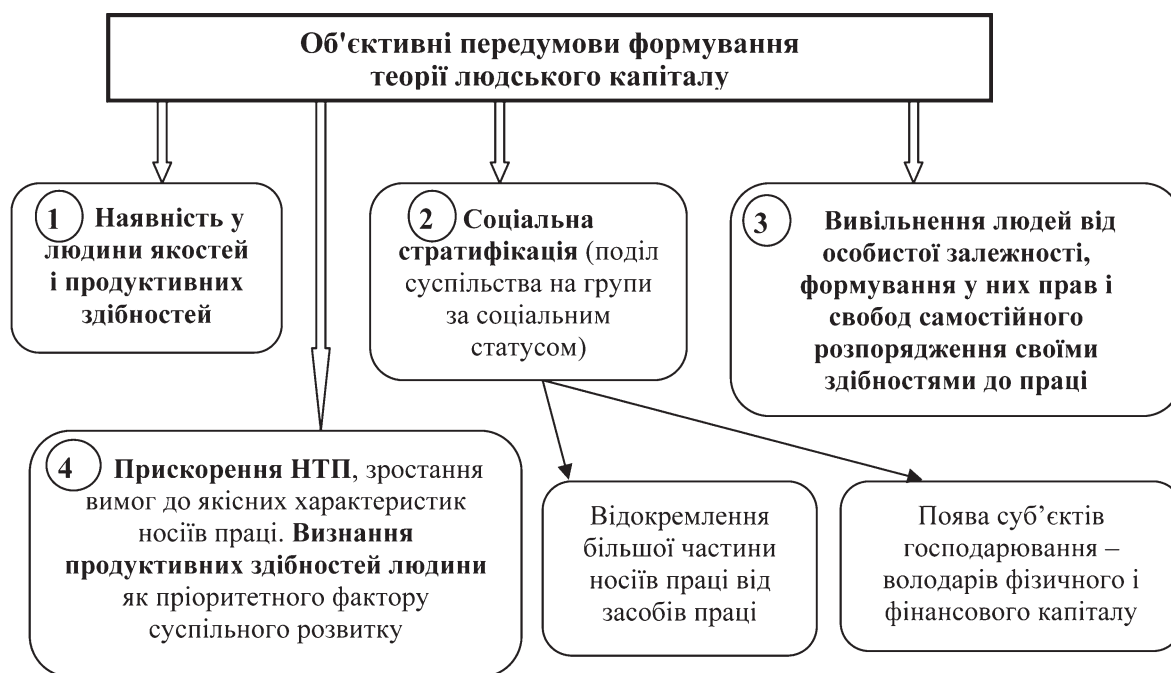 Об'єктивні передумови формування
теорії людського капіталу
1 Наявність у
людини якостей
і продуктивних
здібностей
2 Соціальна
стратифікація (поділ
суспільства на групи
за соціальним
статусом)
3 Вивільнення людей від
особистої залежності,
формування у них прав і
свобод самостійного
розпорядження своїми
здібностями до праці
4 Прискорення НТП, зростання
вимог до якісних характеристик
носіїв праці. Визнання
продуктивних здібностей людини
як пріоритетного фактору
суспільного розвитку
Відокремлення
більшої частини
носіїв праці від
засобів праці
Поява суб’єктів
господарювання –
володарів фізичного і
фінансового капіталу